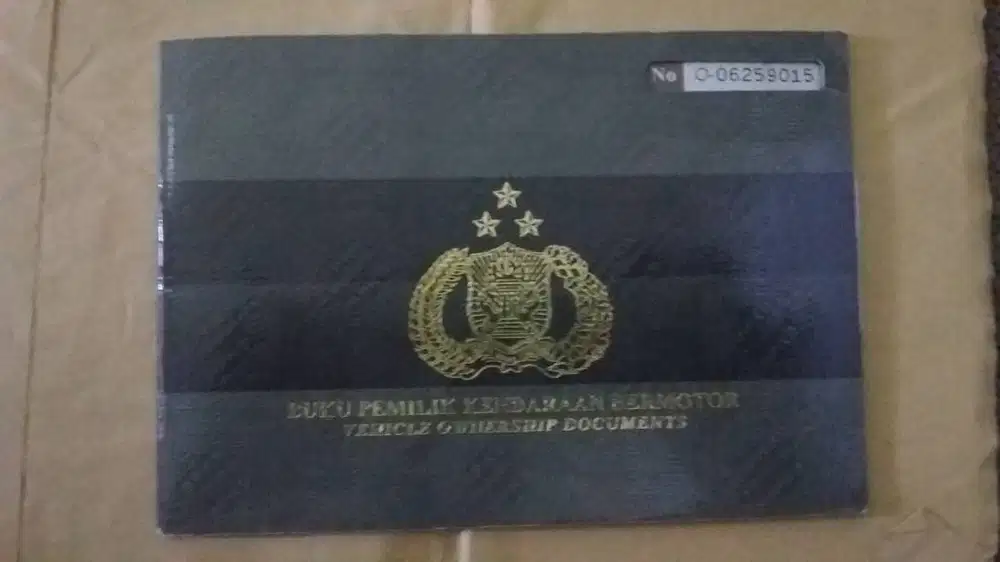 No O-06259015
BUKU PEMILIK KENDARAAN BERMOTOR
VEHICLE OWNERSHIP DOCUMENTS